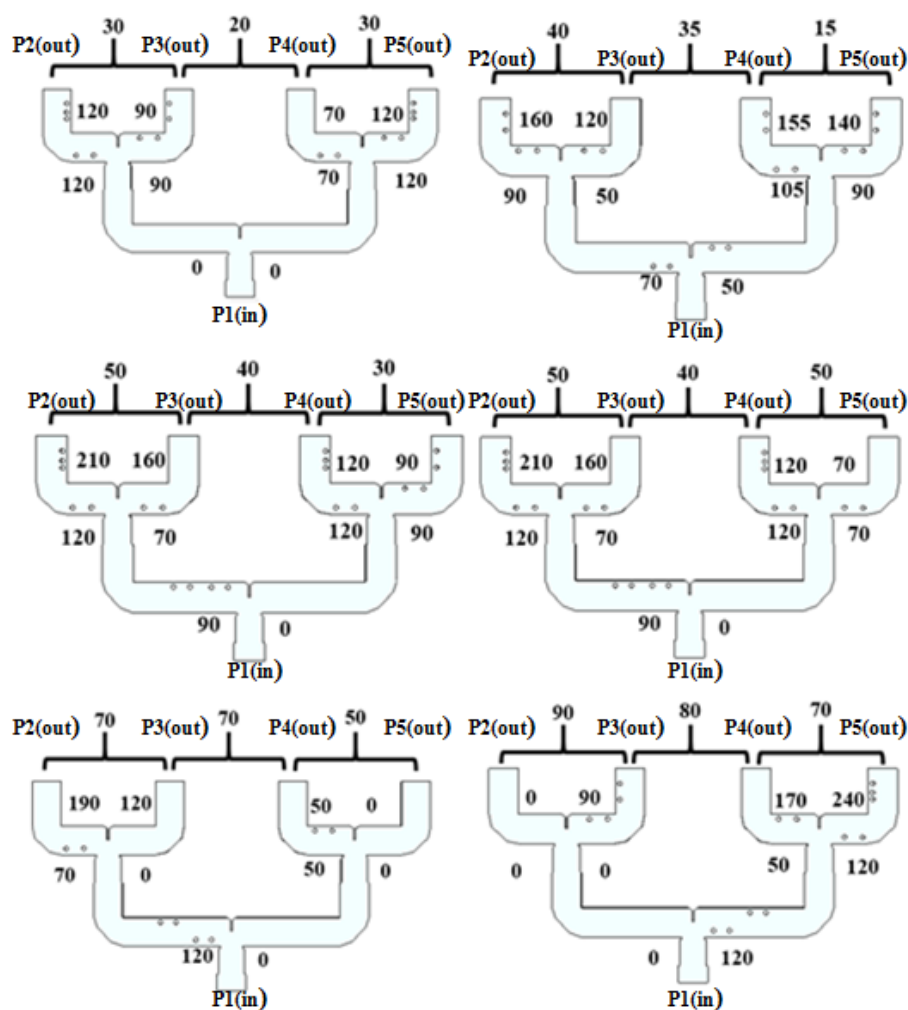 30 20 30
P2(out) P3(out) P4(out) P5(out)
120 90 70 120
120 90 70 120
0 0
P1(in)
40 35 15
P2(out) P3(out) P4(out) P5(out)
160 120 155 140
90 50 105 90
70 50
P1(in)
50 40 30
P2(out) P3(out) P4(out) P5(out)
210 160 120 90
120 70 120 90
90 0
P1(in)
50 40 50
P2(out) P3(out) P4(out) P5(out)
210 160 120 70
120 70 120 70
90 0
P1(in)
70 70 50
P2(out) P3(out) P4(out) P5(out)
190 120 50 0
70 0 50 0
120 0
P1(in)
90 80 70
P2(out) P3(out) P4(out) P5(out)
0 90 170 240
0 0 50 120
0 120
P1(in)